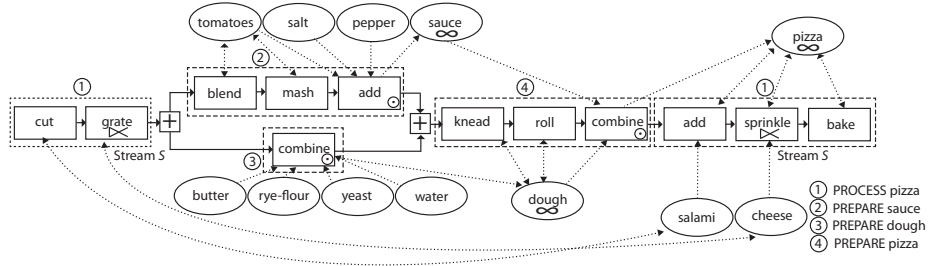 tomatoes salt pepper sauce
∞
pizza
∞
1 2 4 1
blend mash add
cut grate + + knead roll combine add sprinkle bake
Stream S
3 combine
Stream S
butter rye-flour yeast water
dough
∞
salami cheese
1 PROCESS pizza
2 PREPARE sauce
3 PREPARE dough
4 PREPARE pizza